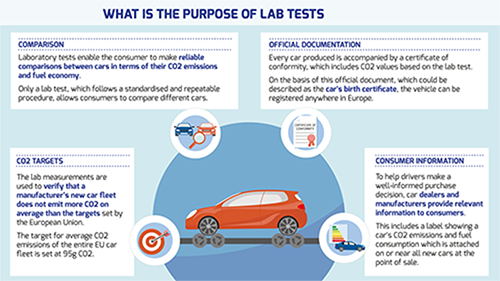 WHAT IS THE PURPOSE OF LAB TESTS
COMPARISON
Laboratory tests enable the consumer to make reliable
comparisons between cars in terms of their CO2 emissions
and fuel economy.
Only a lab test, which follows a standardised and repeatable
procedure, allows consumers to compare different cars.
OFFICIAL DOCUMENTATION
Every car produced is accompanied by a certificate of
conformity, which includes CO2 values based on the lab test.
On the basis of this official document, which could be
described as the car's birth certificate, the vehicle can be
registered anywhere in Europe.
CERTIFICATE OF
CONFORMITY
CO2 TARGETS
The lab measurements are
used to verify that a
manufacturer's new car fleet
does not emit more CO2 on
average than the targets set by
the European Union.
The target for average CO2
emissions of the entire EU car
fleet is set at 95g CO2.
CONSUMER INFORMATION
To help drivers make a
well-informed purchase
decision, car dealers and
manufacturers provide relevant
information to consumers.
This includes a label showing a
car's CO2 emissions and fuel
consumption which is attached
on or near all new cars at the
point of sale.